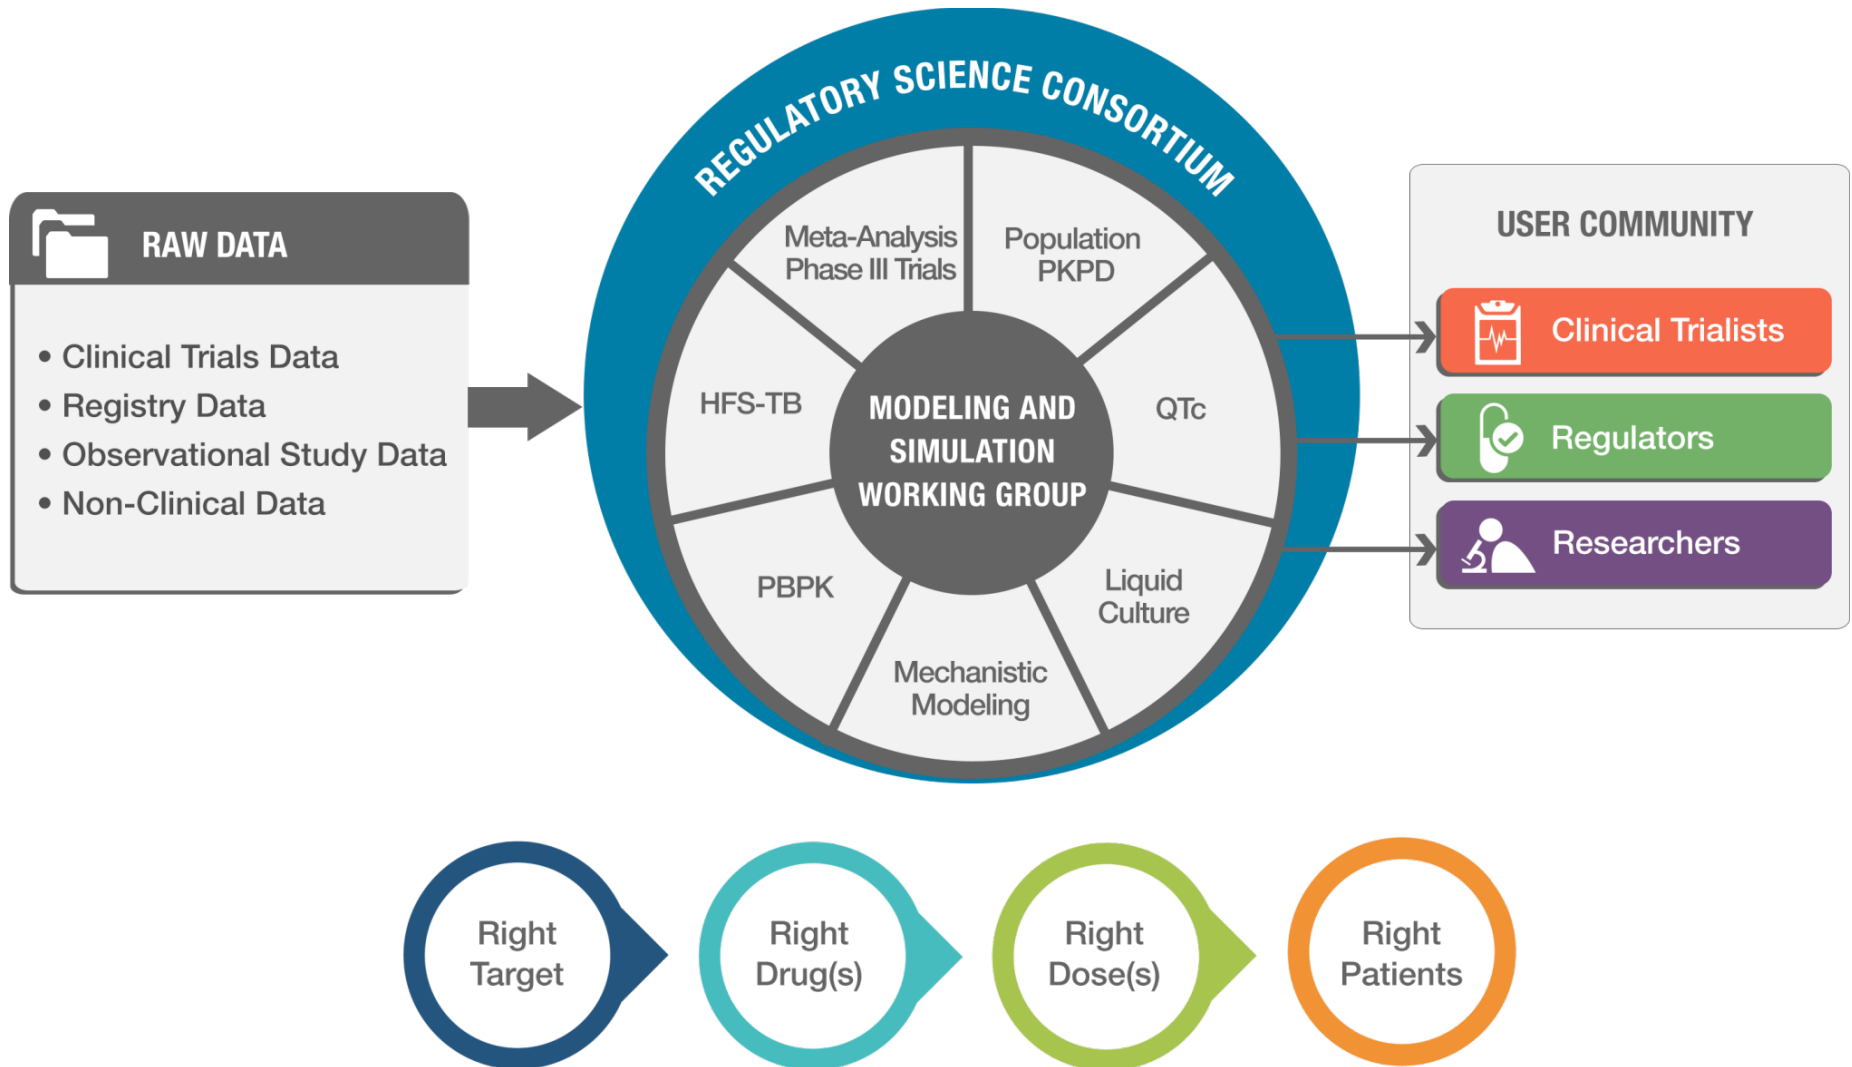 REGULATORY SCIENCE CONSORTIUM
RAW DATA
• Clinical Trials Data
• Registry Data
• Observational Study Data
• Non-Clinical Data
Meta-Analysis
Phase III Trials
Population
PKPD
HFS-TB
QTc
MODELING AND
SIMULATION
WORKING GROUP
PBPK
Liquid
Culture
Mechanistic
Modeling
USER COMMUNITY
Clinical Trialists
Regulators
Researchers
Right
Target
Right
Drug(s)
Right
Dose(s)
Right
Patients